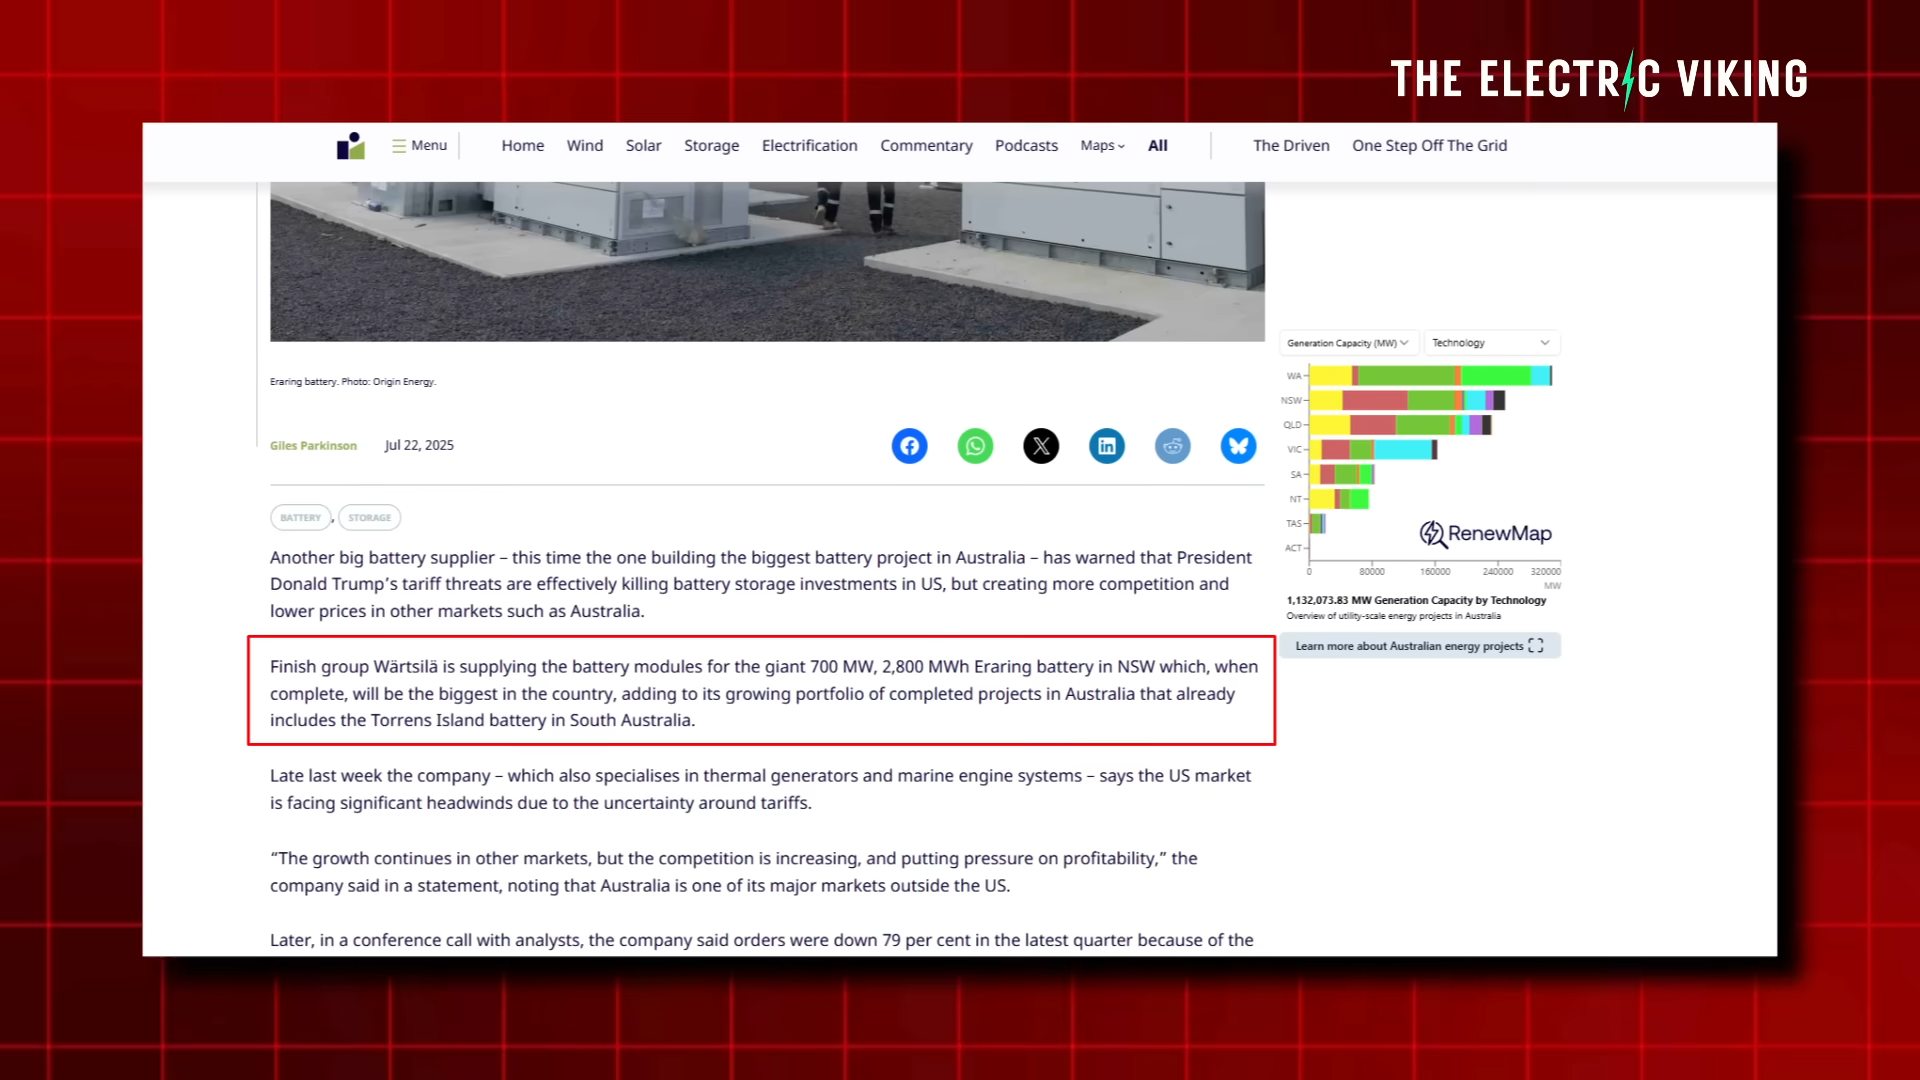 THE ELECTRIC VIKING
Menu
Home
Wind
Solar
Storage
Electrification
Commentary
Podcasts
Maps
All
The Driven
One Step Off The Grid
Eraring battery. Photo: Origin Energy.
Giles Parkinson
Jul 22, 2025
BATTERY, STORAGE
Another big battery supplier – this time the one building the biggest battery project in Australia – has warned that President
Donald Trump’s tariff threats are effectively killing battery storage investments in US, but creating more competition and
lower prices in other markets such as Australia.
Finish group Wärtsilä is supplying the battery modules for the giant 700 MW, 2,800 MWh Eraring battery in NSW which, when
complete, will be the biggest in the country, adding to its growing portfolio of completed projects in Australia that already
includes the Torrens Island battery in South Australia.
Late last week the company – which also specialises in thermal generators and marine engine systems – says the US market
is facing significant headwinds due to the uncertainty around tariffs.
“The growth continues in other markets, but the competition is increasing, and putting pressure on profitability,” the
company said in a statement, noting that Australia is one of its major markets outside the US.
Later, in a conference call with analysts, the company said orders were down 79 per cent in the latest quarter because of the
Generation Capacity (MW)
Technology
WA
NSW
QLD
VIC
SA
NT
TAS
ACT
RenewMap
0 80000 160000 240000 320000
MW
1,132,073.83 MW Generation Capacity by Technology
Overview of utility-scale energy projects in Australia
Learn more about Australian energy projects